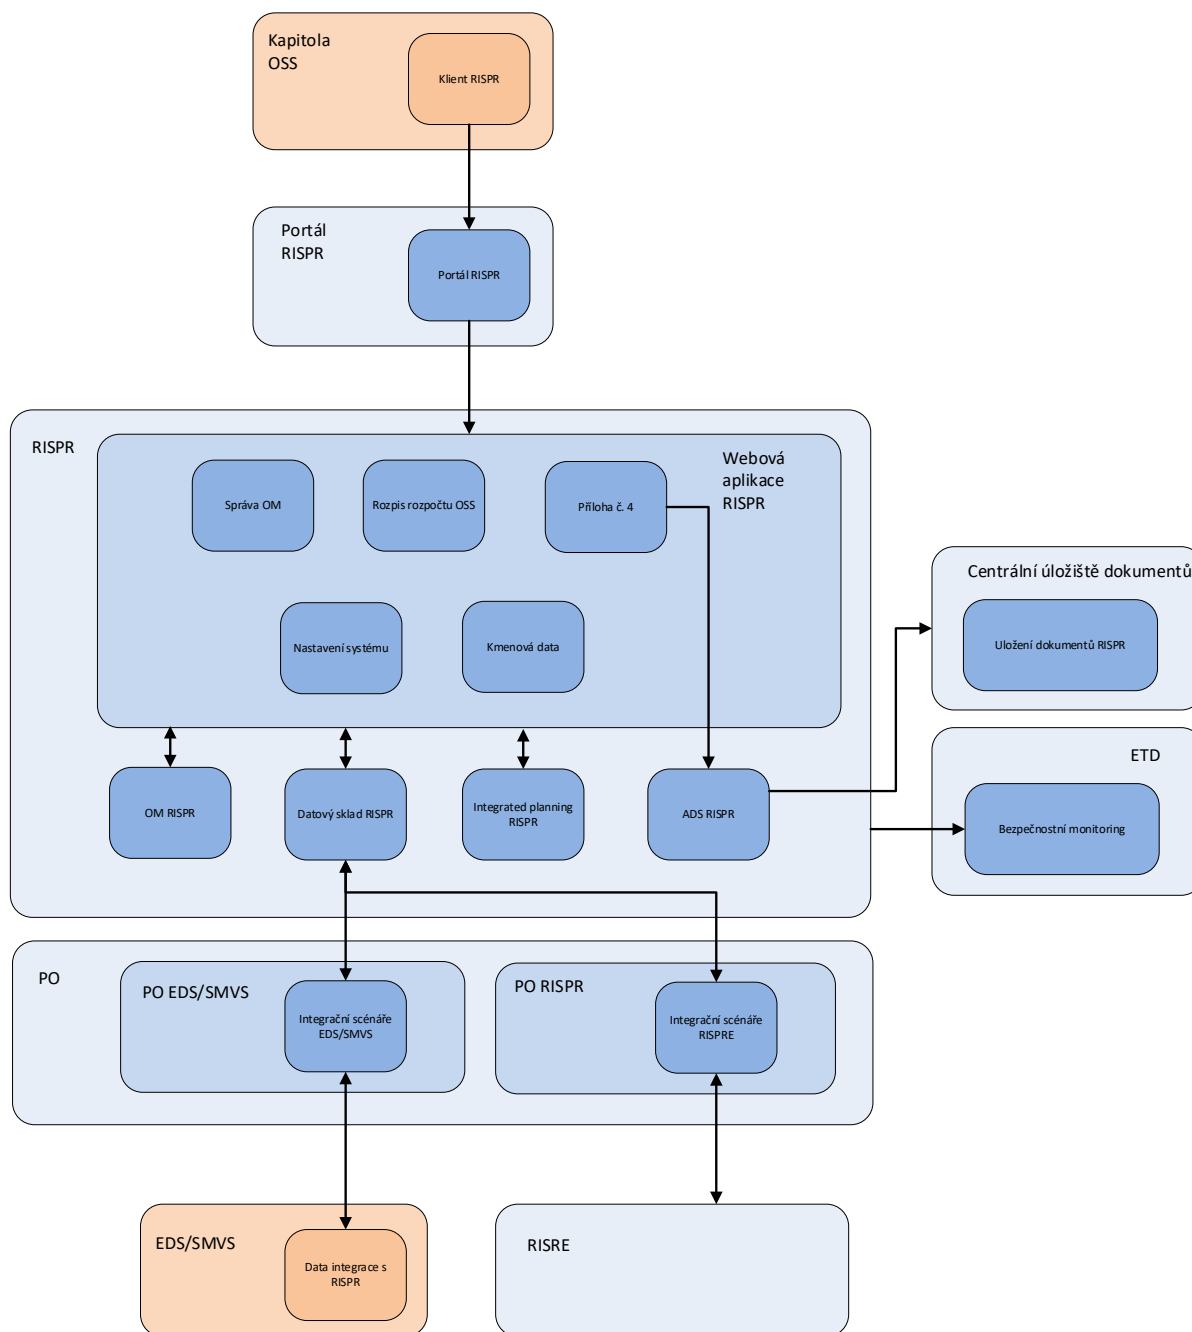 Kapitola
OSS
Klient RISPR
Portál
RISPR
Portál RISPR
RISPR
Webová
aplikace
RISPR
Správa OM
Rozpis rozpočtu OSS
Příloha č. 4
Nastavení systému
Kmenová data
Centrální úložiště dokumentů
Uložení dokumentů RISPR
ETD
Bezpečnostní monitoring
OM RISPR
Datový sklad RISPR
Integrated planning
RISPR
ADS RISPR
PO
PO EDS/SMVS
Integrační scénáře
EDS/SMVS
PO RISPR
Integrační scénáře
RISPRE
EDS/SMVS
Data integrace s
RISPR
RISRE